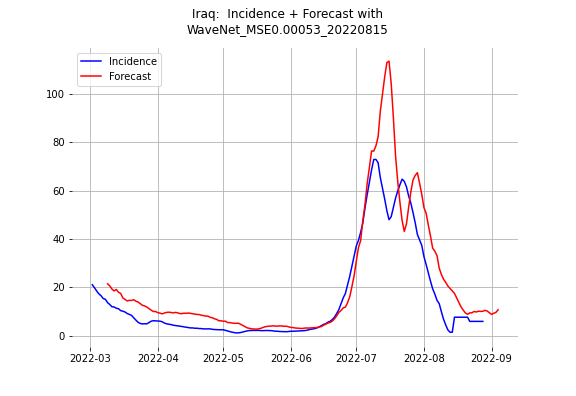 Iraq:  Incidence + Forecast with
WaveNet_MSE0.00053_20220815
Incidence
Forecast
100
80
60
40
20
0
2022-03 2022-04 2022-05 2022-06 2022-07 2022-08 2022-09